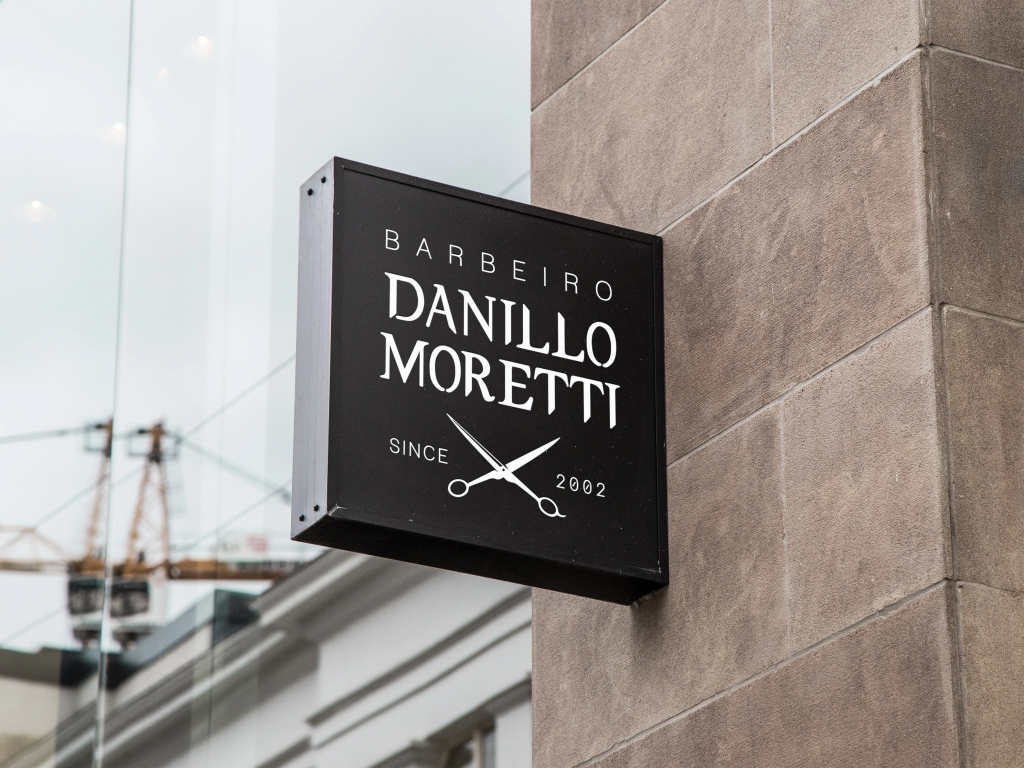 BARBEIRO
DANILLO
MORETTI
SINCE 2002